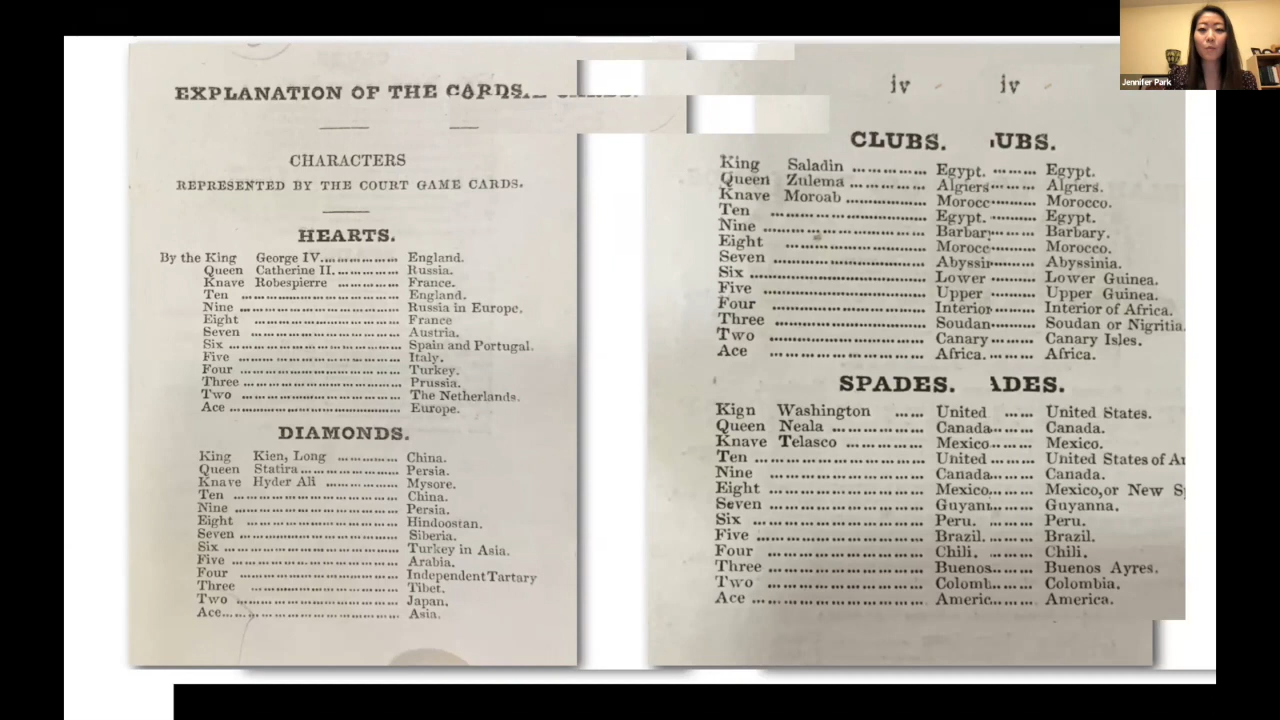 EXPLANATION OF THE CARDS.
CHARACTERS
REPRESENTED BY THE COURT GAME CARDS.
HEARTS.
By the King George IV. ............... England.
Queen Catherine II. ............... Russia.
Knave Robespierre ............... France.
Ten ............... England.
Nine ............... Russia in Europe.
Eight ............... France
Seven ............... Austria.
Six ............... Spain and Portugal.
Five ............... Italy.
Four ............... Turkey.
Three ............... Prussia.
Two ............... The Netherlands.
Ace ............... Europe.
DIAMONDS.
King Kien, Long ............... China.
Queen Statira ............... Persia.
Knave Hyder Ali ............... Mysore.
Ten ............... China.
Nine ............... Persia.
Eight ............... Hindoostan.
Seven ............... Siberia.
Six ............... Turkey in Asia.
Five ............... Arabia.
Four ............... Independent Tartary
Three ............... Tibet.
Two ............... Japan.
Ace ............... Asia.
iv iv
CLUBS. UBS.
King Saladin ............... Egypt. ...... Egypt.
Queen Zulema ............... Algiers ...... Algiers.
Knave Moroab ............... Morocc ...... Morocco.
Ten ............... Egypt. ...... Egypt.
Nine ............... Barbary ...... Barbary.
Eight ............... Morocc ...... Morocco.
Seven ............... Abyssin ...... Abyssinia.
Six ............... Lower ...... Lower Guinea.
Five ............... Upper ...... Upper Guinea.
Four ............... Interior ...... Interior of Africa.
Three ............... Soudan ...... Soudan or Nigritia.
Two ............... Canary ...... Canary Isles.
Ace ............... Africa. ...... Africa.
SPADES. ADES.
Kign Washington ...... United ...... United States.
Queen Neala ............... Canada ...... Canada.
Knave Telasco ............... Mexico ...... Mexico.
Ten ............... United ...... United States of A
Nine ............... Canada ...... Canada.
Eight ............... Mexico ...... Mexico, or New S
Seven ............... Guyan ...... Guyanna.
Six ............... Peru. ...... Peru.
Five ............... Brazil. ...... Brazil.
Four ............... Chili. ...... Chili.
Three ............... Buenos ...... Buenos Ayres.
Two ............... Colomb ...... Colombia.
Ace ............... Americ ...... America.
Jennifer Park